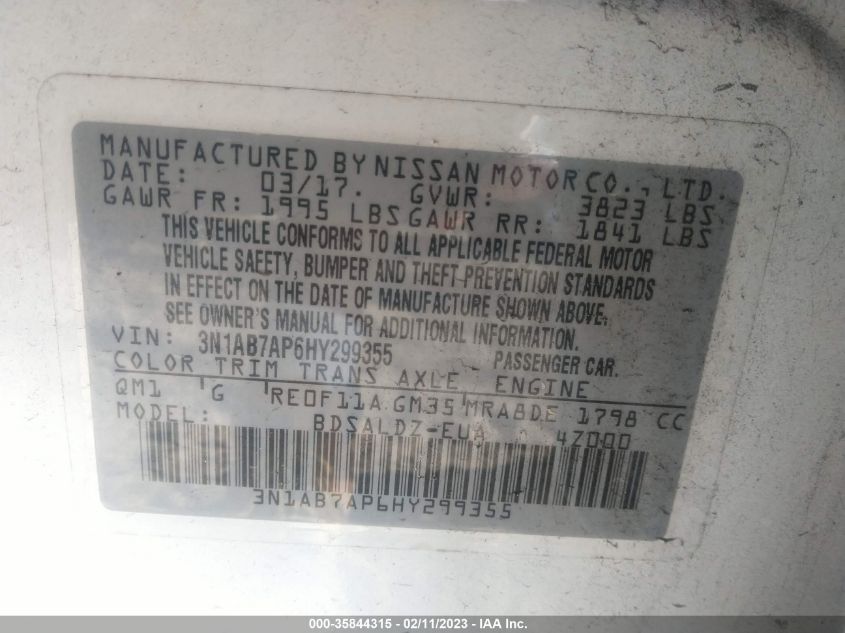 MANUFACTURED BY NISSAN MOTOR CO., LTD.
DATE: 03/17. GVWR: 3823 LBS
GAWR FR: 1995 LBS GAWR RR: 1841 LBS
THIS VEHICLE CONFORMS TO ALL APPLICABLE FEDERAL MOTOR
VEHICLE SAFETY, BUMPER AND THEFT PREVENTION STANDARDS
IN EFFECT ON THE DATE OF MANUFACTURE SHOWN ABOVE.
SEE OWNER'S MANUAL FOR ADDITIONAL INFORMATION.
VIN: 3N1AB7AP6HY299355 PASSENGER CAR.
COLOR TRIM TRANS AXLE ENGINE
QM1 G RE0F11A GM35 MRA8DE 1798 CC
MODEL: BDSALDZ-EUA 47000
3N1AB7AP6HY299355
000-35844315 - 02/11/2023 - IAA Inc.